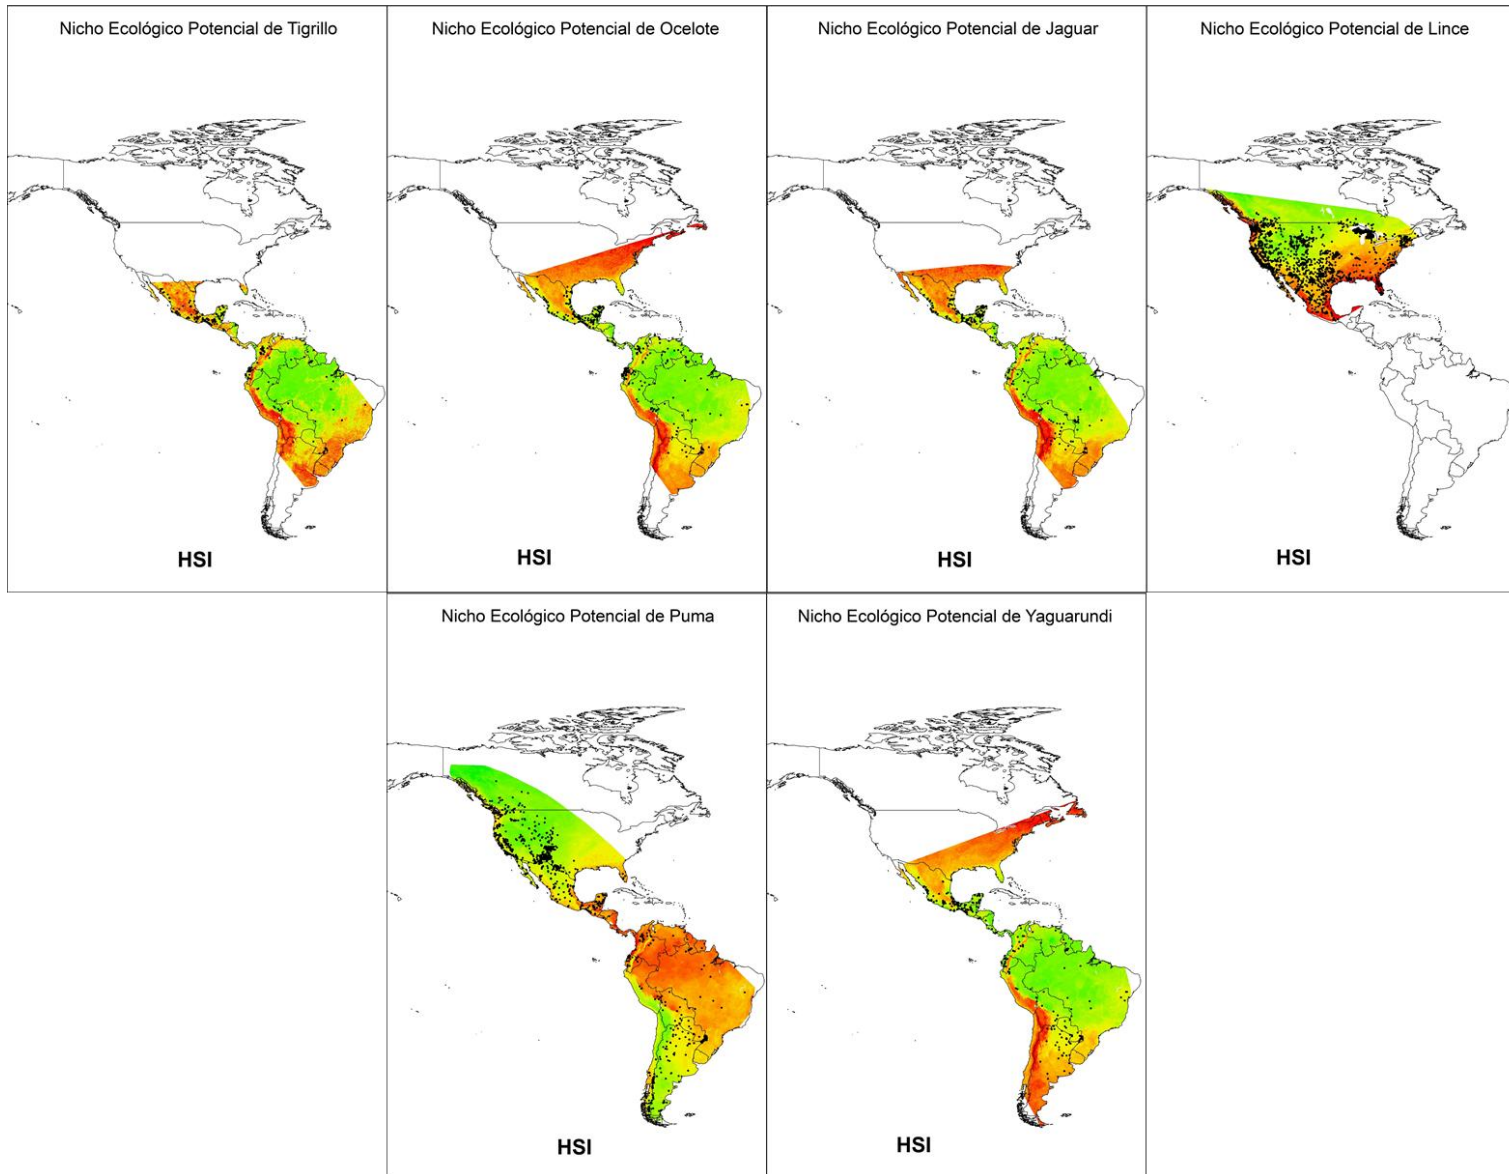 Nicho Ecológico Potencial de Tigrillo
Nicho Ecológico Potencial de Ocelote
Nicho Ecológico Potencial de Jaguar
Nicho Ecológico Potencial de Lince
HSI
HSI
HSI
HSI
Nicho Ecológico Potencial de Puma
Nicho Ecológico Potencial de Yaguarundi
HSI
HSI